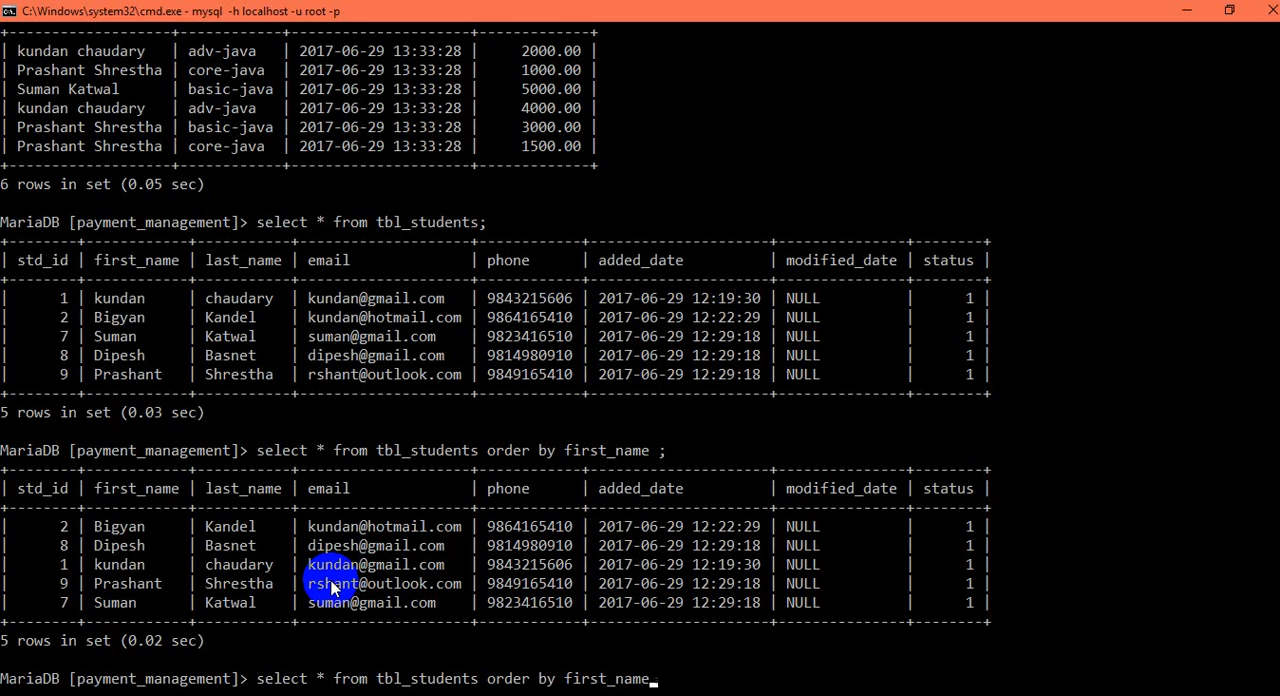 C:\Windows\system32\cmd.exe - mysql -h localhost -u root -p
+-------------------+------------+---------------------+------------+
| kundan chaudary   | adv-java   | 2017-06-29 13:33:28 |    2000.00 |
| Prashant Shrestha | core-java  | 2017-06-29 13:33:28 |    1000.00 |
| Suman Katwal      | basic-java | 2017-06-29 13:33:28 |    5000.00 |
| kundan chaudary   | adv-java   | 2017-06-29 13:33:28 |    4000.00 |
| Prashant Shrestha | basic-java | 2017-06-29 13:33:28 |    3000.00 |
| Prashant Shrestha | core-java  | 2017-06-29 13:33:28 |    1500.00 |
+-------------------+------------+---------------------+------------+
6 rows in set (0.05 sec)
MariaDB [payment_management]> select * from tbl_students;
+--------+------------+-----------+--------------------+------------+---------------------+---------------+--------+
| std_id | first_name | last_name | email              | phone      | added_date          | modified_date | status |
+--------+------------+-----------+--------------------+------------+---------------------+---------------+--------+
|      1 | kundan     | chaudary  | kundan@gmail.com   | 9843215606 | 2017-06-29 12:19:30 | NULL          |      1 |
|      2 | Bigyan     | Kandel    | kundan@hotmail.com | 9864165410 | 2017-06-29 12:22:29 | NULL          |      1 |
|      7 | Suman      | Katwal    | suman@gmail.com    | 9823416510 | 2017-06-29 12:29:18 | NULL          |      1 |
|      8 | Dipesh     | Basnet    | dipesh@gmail.com   | 9814980910 | 2017-06-29 12:29:18 | NULL          |      1 |
|      9 | Prashant   | Shrestha  | rshant@outlook.com | 9849165410 | 2017-06-29 12:29:18 | NULL          |      1 |
+--------+------------+-----------+--------------------+------------+---------------------+---------------+--------+
5 rows in set (0.03 sec)
MariaDB [payment_management]> select * from tbl_students order by first_name ;
+--------+------------+-----------+--------------------+------------+---------------------+---------------+--------+
| std_id | first_name | last_name | email              | phone      | added_date          | modified_date | status |
+--------+------------+-----------+--------------------+------------+---------------------+---------------+--------+
|      2 | Bigyan     | Kandel    | kundan@hotmail.com | 9864165410 | 2017-06-29 12:22:29 | NULL          |      1 |
|      8 | Dipesh     | Basnet    | dipesh@gmail.com   | 9814980910 | 2017-06-29 12:29:18 | NULL          |      1 |
|      1 | kundan     | chaudary  | kundan@gmail.com   | 9843215606 | 2017-06-29 12:19:30 | NULL          |      1 |
|      9 | Prashant   | Shrestha  | rshant@outlook.com | 9849165410 | 2017-06-29 12:29:18 | NULL          |      1 |
|      7 | Suman      | Katwal    | suman@gmail.com    | 9823416510 | 2017-06-29 12:29:18 | NULL          |      1 |
+--------+------------+-----------+--------------------+------------+---------------------+---------------+--------+
5 rows in set (0.02 sec)
MariaDB [payment_management]> select * from tbl_students order by first_name